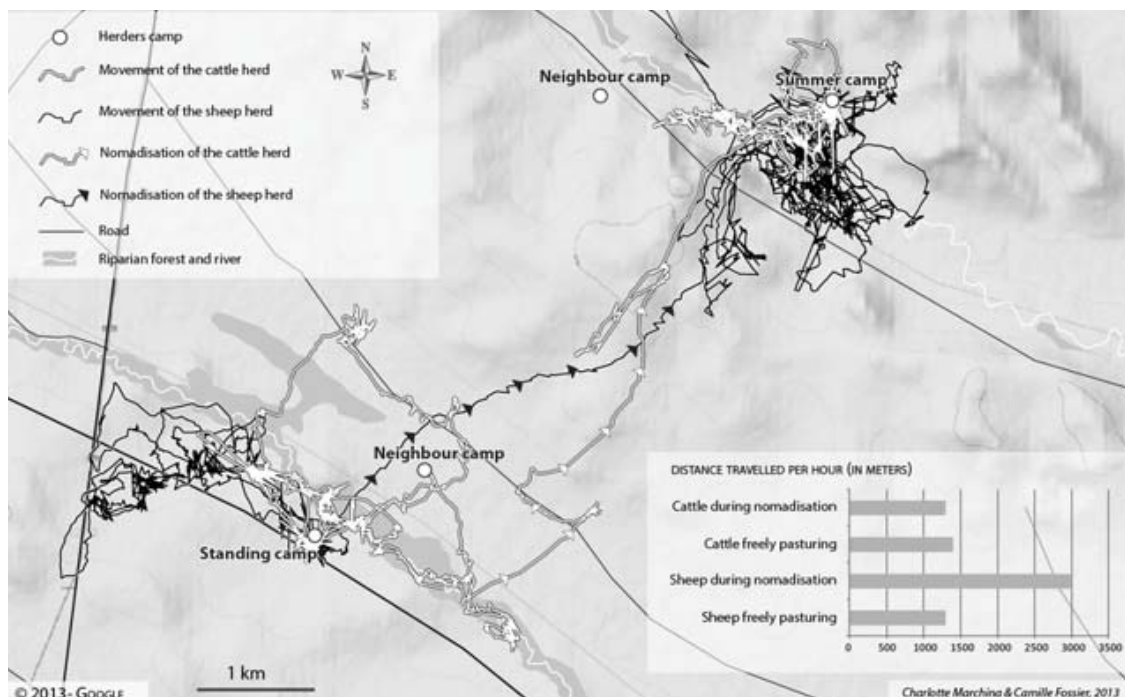 Herders camp
Movement of the cattle herd
Movement of the sheep herd
Nomadisation of the cattle herd
Nomadisation of the sheep herd
Road
Riparian forest and river
N
W E
S
Neighbour camp
Summer camp
Neighbour camp
Standing camp
DISTANCE TRAVELLED PER HOUR (IN METERS)
Cattle during nomadisation
Cattle freely pasturing
Sheep during nomadisation
Sheep freely pasturing
0 500 1000 1500 2000 2500 3000 3500
1 km
© 2013- GOOGLE
Charlotte Marchina & Camille Fossier, 2013